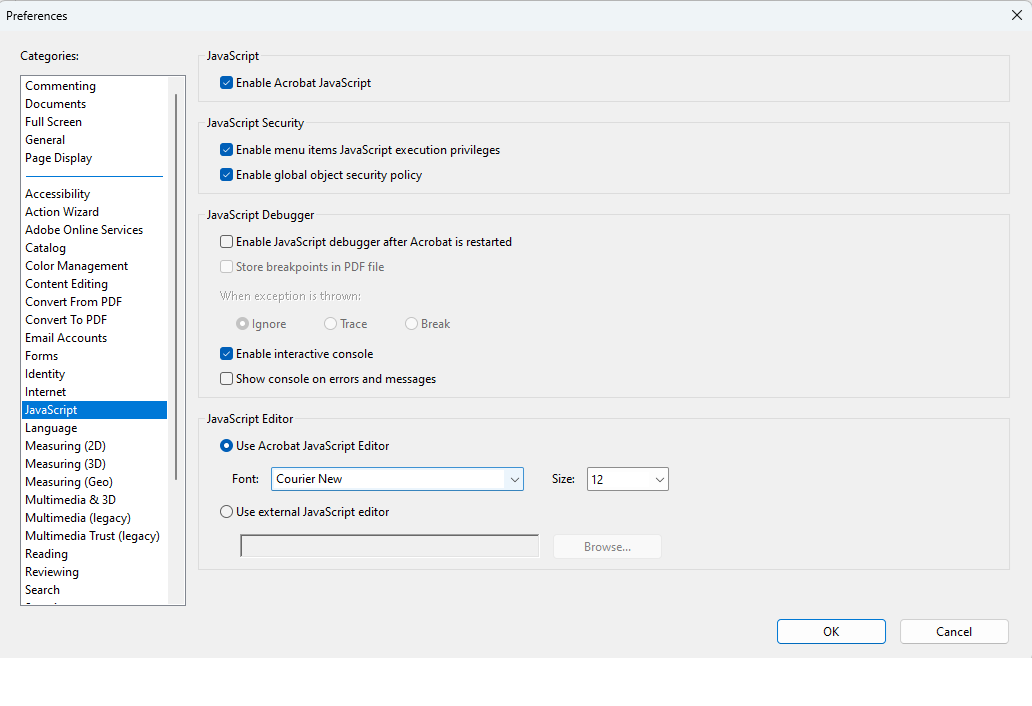 Preferences
Categories:
Commenting
Documents
Full Screen
General
Page Display
Accessibility
Action Wizard
Adobe Online Services
Catalog
Color Management
Content Editing
Convert From PDF
Convert To PDF
Email Accounts
Forms
Identity
Internet
JavaScript
Language
Measuring (2D)
Measuring (3D)
Measuring (Geo)
Multimedia & 3D
Multimedia (legacy)
Multimedia Trust (legacy)
Reading
Reviewing
Search
JavaScript
Enable Acrobat JavaScript
JavaScript Security
Enable menu items JavaScript execution privileges
Enable global object security policy
JavaScript Debugger
Enable JavaScript debugger after Acrobat is restarted
Store breakpoints in PDF file
When exception is thrown:
Ignore Trace Break
Enable interactive console
Show console on errors and messages
JavaScript Editor
Use Acrobat JavaScript Editor
Font: Courier New Size: 12
Use external JavaScript editor
Browse...
OK Cancel